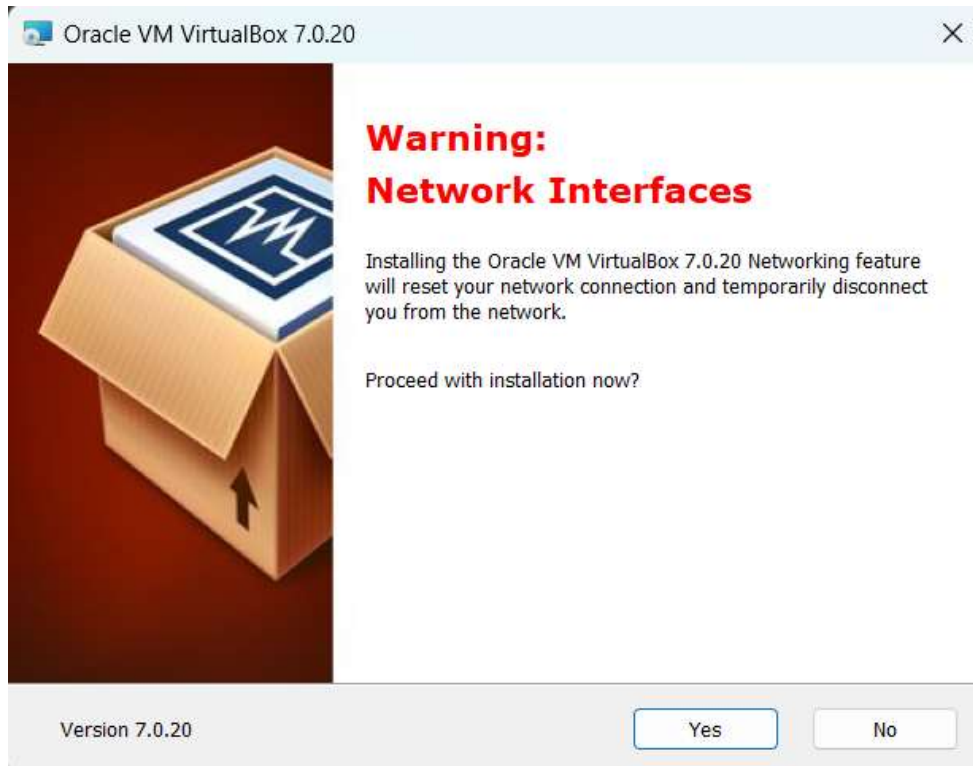 Oracle VM VirtualBox 7.0.20
Warning:
Network Interfaces
Installing the Oracle VM VirtualBox 7.0.20 Networking feature
will reset your network connection and temporarily disconnect
you from the network.
Proceed with installation now?
Version 7.0.20
Yes
No